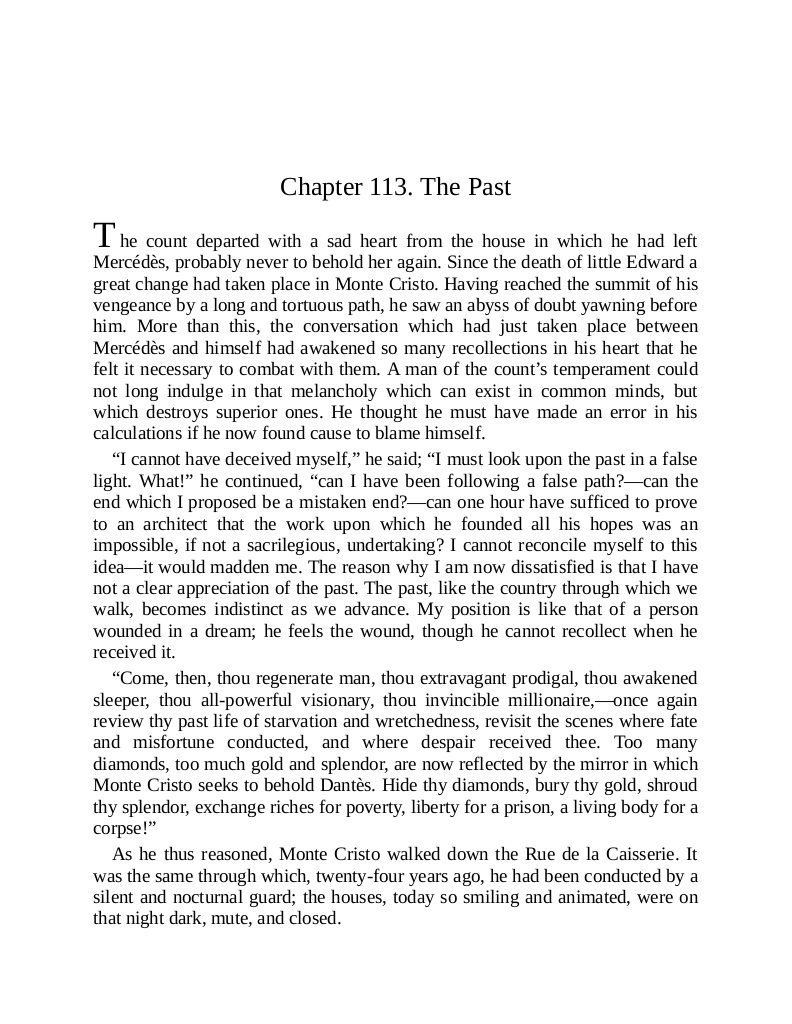 Chapter 113. The Past
The count departed with a sad heart from the house in which he had left
Mercédès, probably never to behold her again. Since the death of little Edward a
great change had taken place in Monte Cristo. Having reached the summit of his
vengeance by a long and tortuous path, he saw an abyss of doubt yawning before
him. More than this, the conversation which had just taken place between
Mercédès and himself had awakened so many recollections in his heart that he
felt it necessary to combat with them. A man of the count’s temperament could
not long indulge in that melancholy which can exist in common minds, but
which destroys superior ones. He thought he must have made an error in his
calculations if he now found cause to blame himself.
“I cannot have deceived myself,” he said; “I must look upon the past in a false
light. What!” he continued, “can I have been following a false path?—can the
end which I proposed be a mistaken end?—can one hour have sufficed to prove
to an architect that the work upon which he founded all his hopes was an
impossible, if not a sacrilegious, undertaking? I cannot reconcile myself to this
idea—it would madden me. The reason why I am now dissatisfied is that I have
not a clear appreciation of the past. The past, like the country through which we
walk, becomes indistinct as we advance. My position is like that of a person
wounded in a dream; he feels the wound, though he cannot recollect when he
received it.
“Come, then, thou regenerate man, thou extravagant prodigal, thou awakened
sleeper, thou all-powerful visionary, thou invincible millionaire,—once again
review thy past life of starvation and wretchedness, revisit the scenes where fate
and misfortune conducted, and where despair received thee. Too many
diamonds, too much gold and splendor, are now reflected by the mirror in which
Monte Cristo seeks to behold Dantès. Hide thy diamonds, bury thy gold, shroud
thy splendor, exchange riches for poverty, liberty for a prison, a living body for a
corpse!”
As he thus reasoned, Monte Cristo walked down the Rue de la Caisserie. It
was the same through which, twenty-four years ago, he had been conducted by a
silent and nocturnal guard; the houses, today so smiling and animated, were on
that night dark, mute, and closed.